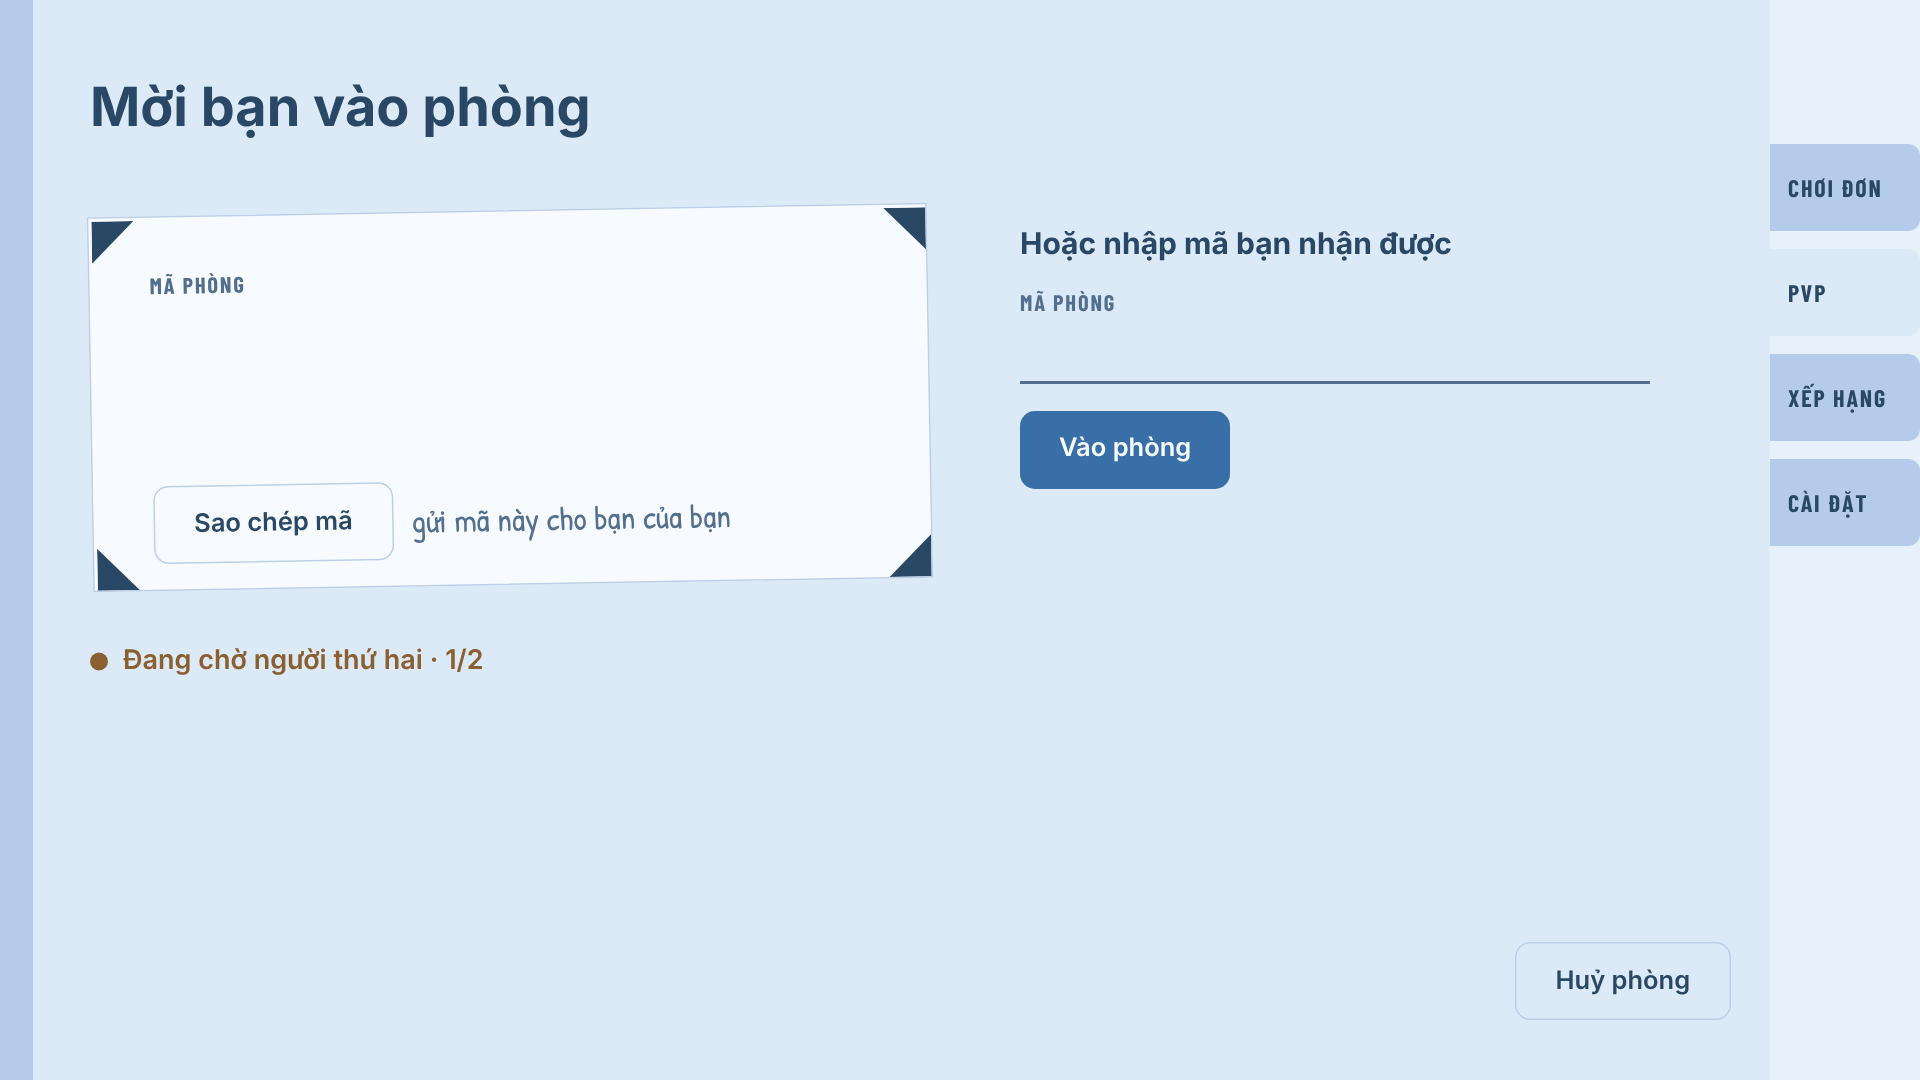 Mời bạn vào phòng
MÃ PHÒNG
Sao chép mã
gửi mã này cho bạn của bạn
Đang chờ người thứ hai · 1/2
Hoặc nhập mã bạn nhận được
MÃ PHÒNG
Vào phòng
Huỷ phòng
CHƠI ĐƠN
PVP
XẾP HẠNG
CÀI ĐẶT